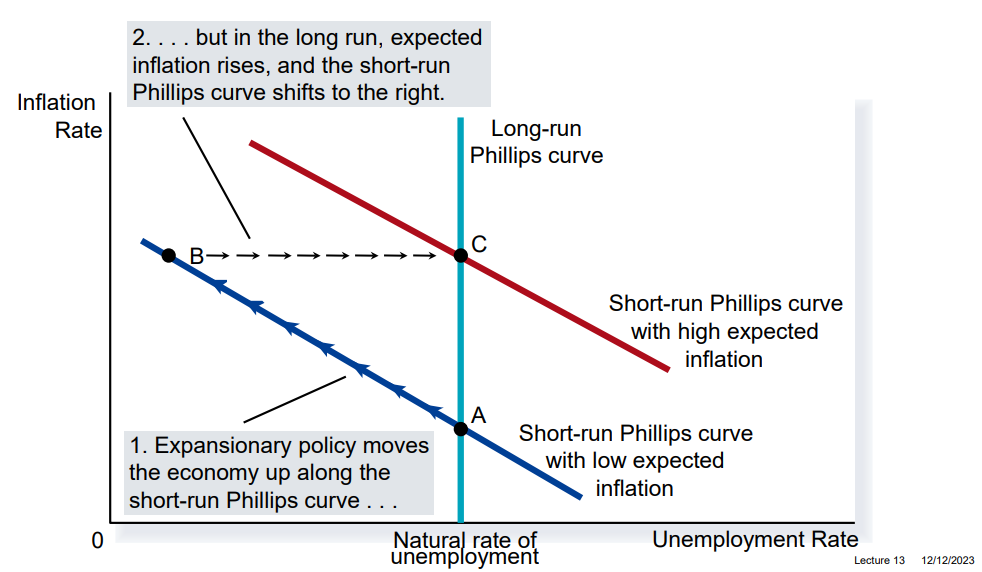 2. . . . but in the long run, expected
inflation rises, and the short-run
Phillips curve shifts to the right.
Inflation
Rate
Long-run
Phillips curve
B
C
Short-run Phillips curve
with high expected
inflation
A
Short-run Phillips curve
with low expected
inflation
1. Expansionary policy moves
the economy up along the
short-run Phillips curve . . .
0
Natural rate of
unemployment
Unemployment Rate
Lecture 13 12/12/2023